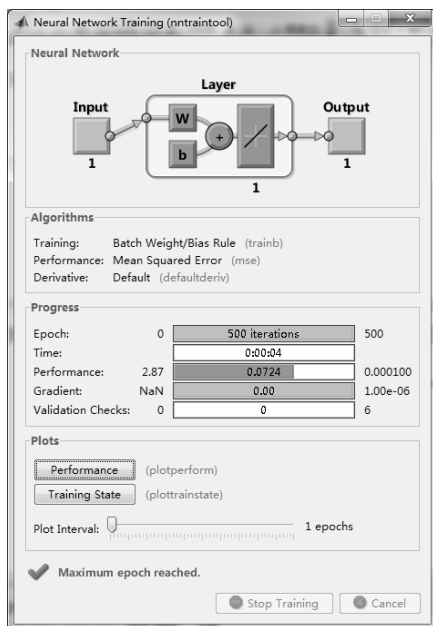 Neural Network Training (nntraintool)
Neural Network
Layer
Input
Output
W
b
+
1
1
1
Algorithms
Training: Batch Weight/Bias Rule (trainb)
Performance: Mean Squared Error (mse)
Derivative: Default (defaultderiv)
Progress
Epoch: 0 500 iterations 500
Time: 0:00:04
Performance: 2.87 0.0724 0.000100
Gradient: NaN 0.00 1.00e-06
Validation Checks: 0 0 6
Plots
Performance (plotperform)
Training State (plottrainstate)
Plot Interval: 1 epochs
Maximum epoch reached.
Stop Training Cancel